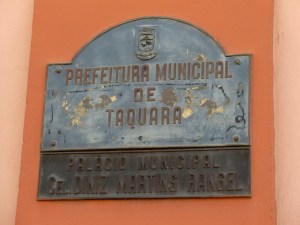 PREFEITURA MUNICIPAL
DE
TAQUARA
PALÁCIO MUNICIPAL
CEL. DINIZ MARTINS RANGEL